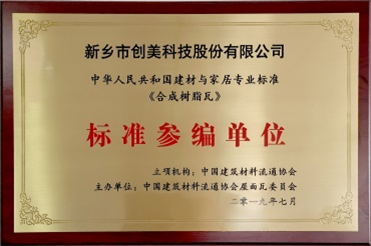 新乡市创美科技股份有限公司
中华人民共和国建材与家居专业标准
《合成树脂瓦》
标准参编单位
立项机构：中国建筑材料流通协会
主办单位：中国建筑材料流通协会屋面瓦委员会
二零一九年七月